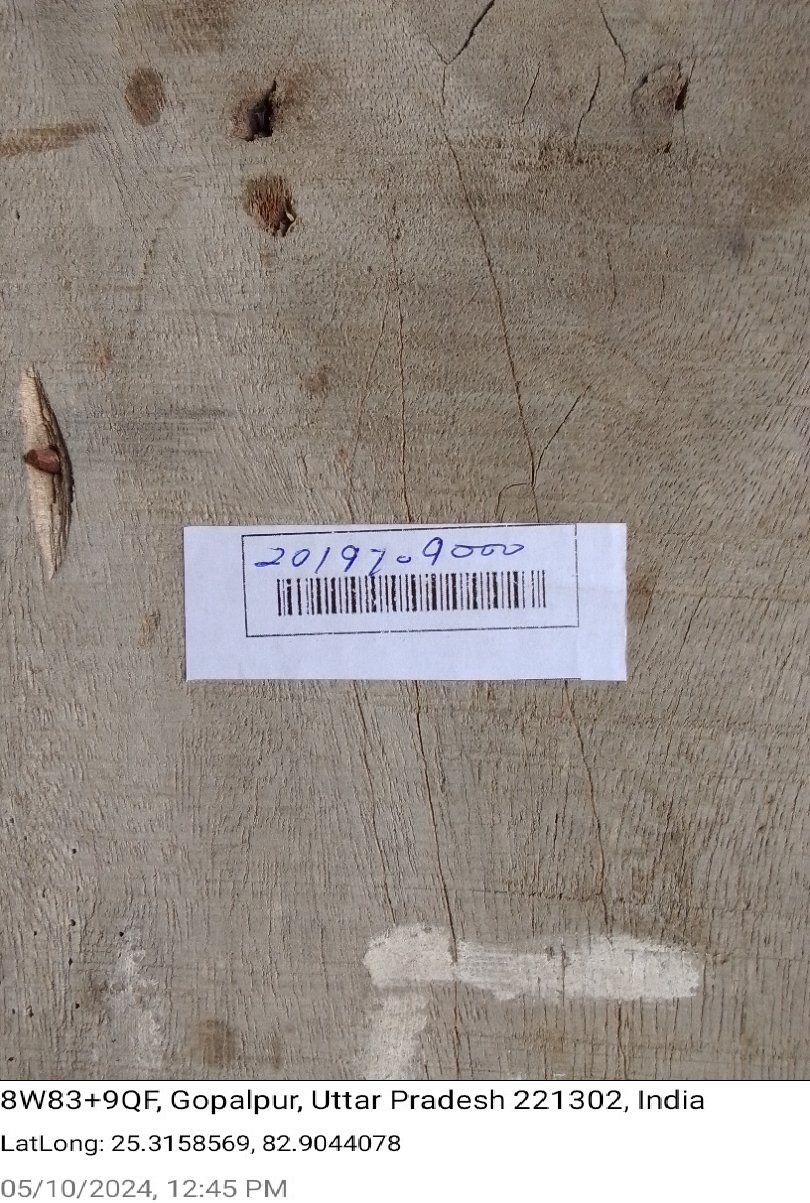 2019709000
8W83+9QF, Gopalpur, Uttar Pradesh 221302, India
LatLong: 25.3158569, 82.9044078
05/10/2024, 12:45 PM